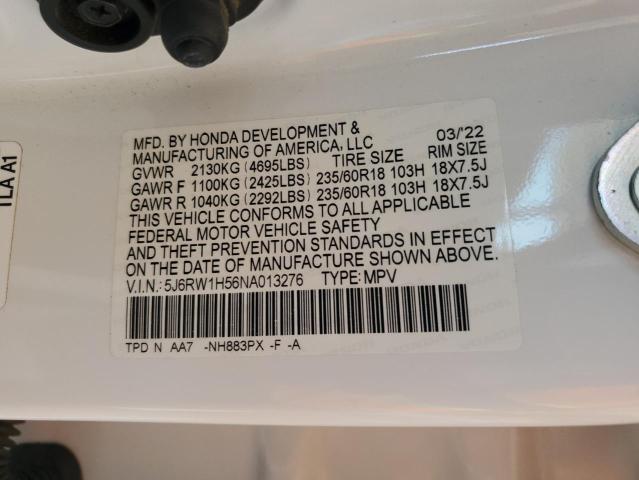 MFD. BY HONDA DEVELOPMENT &
MANUFACTURING OF AMERICA, LLC 03/'22
GVWR 2130KG (4695LBS) TIRE SIZE RIM SIZE
GAWR F 1100KG (2425LBS) 235/60R18 103H 18X7.5J
GAWR R 1040KG (2292LBS) 235/60R18 103H 18X7.5J
THIS VEHICLE CONFORMS TO ALL APPLICABLE
FEDERAL MOTOR VEHICLE SAFETY
AND THEFT PREVENTION STANDARDS IN EFFECT
ON THE DATE OF MANUFACTURE SHOWN ABOVE.
V.I.N.:5J6RW1H56NA013276 TYPE:MPV
TPD N AA7 -NH883PX -F -A
TLA A1